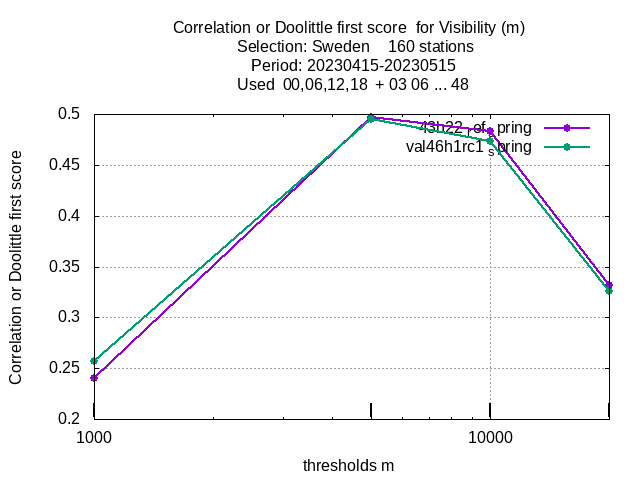 Correlation or Doolittle first score for Visibility (m)
Selection: Sweden 160 stations
Period: 20230415-20230515
Used 00,06,12,18 + 03 06 ... 48
0.5
0.45
0.4
0.35
0.3
0.25
0.2
1000
10000
Correlation or Doolittle first score
thresholds m
val46h1rc1 spring